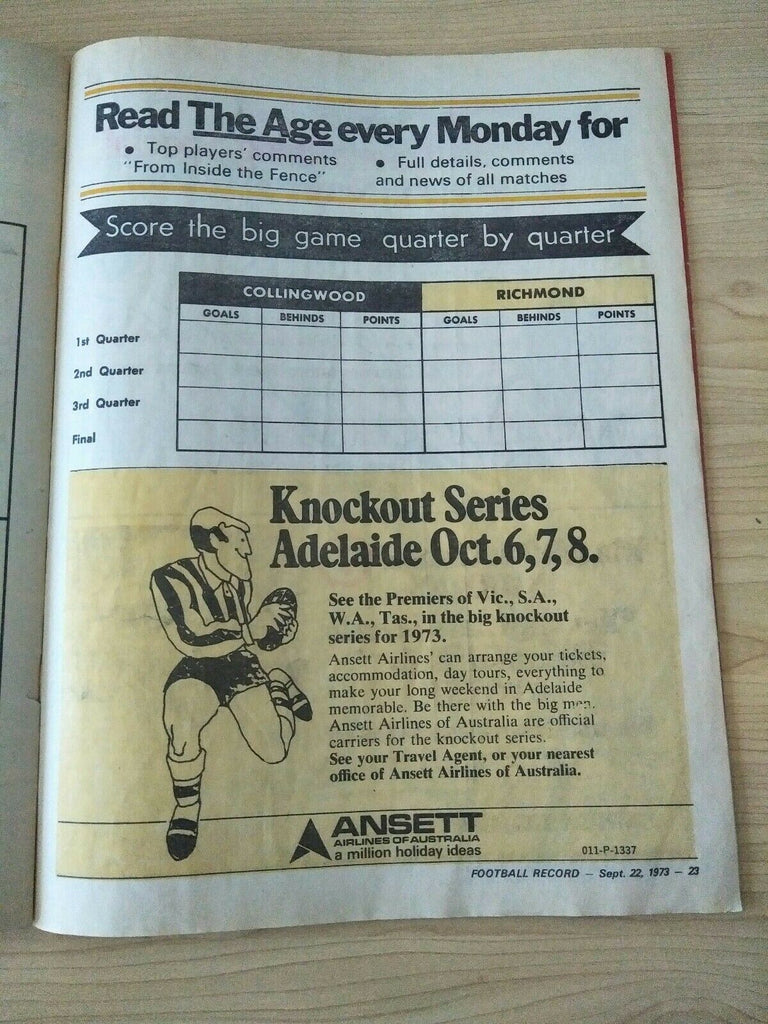 Read The Age every Monday for
• Top players' comments
"From Inside the Fence"
• Full details, comments
and news of all matches
Score the big game quarter by quarter
COLLINGWOOD RICHMOND
GOALS BEHINDS POINTS GOALS BEHINDS POINTS
1st Quarter
2nd Quarter
3rd Quarter
Final
Knockout Series
Adelaide Oct. 6, 7, 8.
See the Premiers of Vic., S.A.,
W.A., Tas., in the big knockout
series for 1973.
Ansett Airlines' can arrange your tickets,
accommodation, day tours, everything to
make your long weekend in Adelaide
memorable. Be there with the big men.
Ansett Airlines of Australia are official
carriers for the knockout series.
See your Travel Agent, or your nearest
office of Ansett Airlines of Australia.
ANSETT
AIRLINES OF AUSTRALIA
a million holiday ideas
011-P-1337
FOOTBALL RECORD — Sept. 22, 1973 — 23